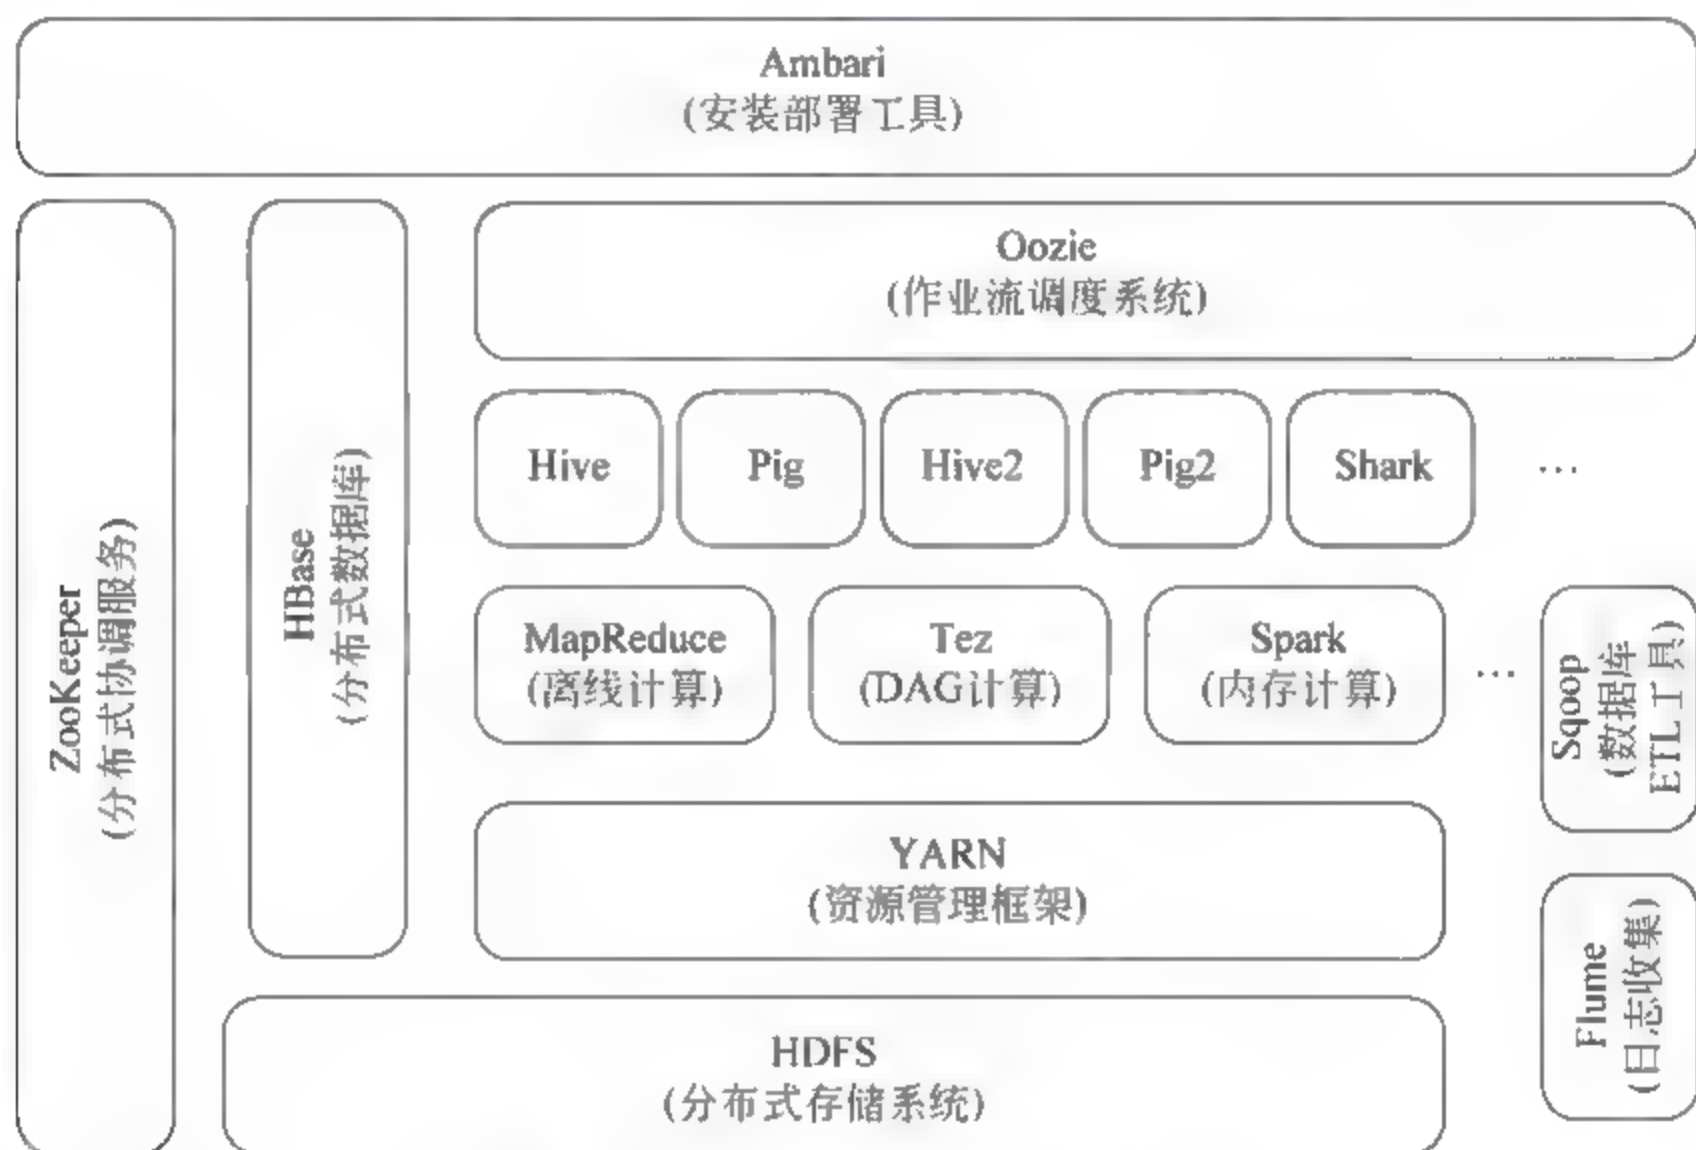 Ambari
(安装部署工具)
ZooKeeper
(分布式协调服务)
HBase
(分布式数据库)
Oozie
(作业流调度系统)
Hive
Pig
Hive2
Pig2
Shark
…
MapReduce
(离线计算)
Tez
(DAG计算)
Spark
(内存计算)
…
Sqoop
(数据库
ETL工具)
YARN
(资源管理框架)
Flume
(日志收集)
HDFS
(分布式存储系统)